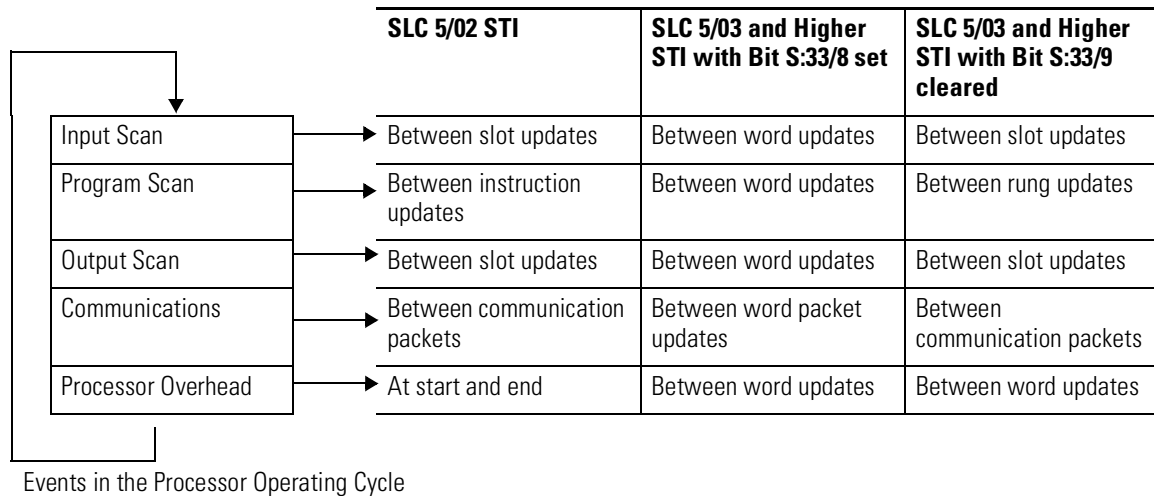 SLC 5/02 STI
SLC 5/03 and Higher
STI with Bit S:33/8 set
SLC 5/03 and Higher
STI with Bit S:33/9
cleared
Input Scan
Between slot updates
Between word updates
Between slot updates
Program Scan
Between instruction
updates
Between word updates
Between rung updates
Output Scan
Between slot updates
Between word updates
Between slot updates
Communications
Between communication
packets
Between word packet
updates
Between
communication packets
Processor Overhead
At start and end
Between word updates
Between word updates
Events in the Processor Operating Cycle